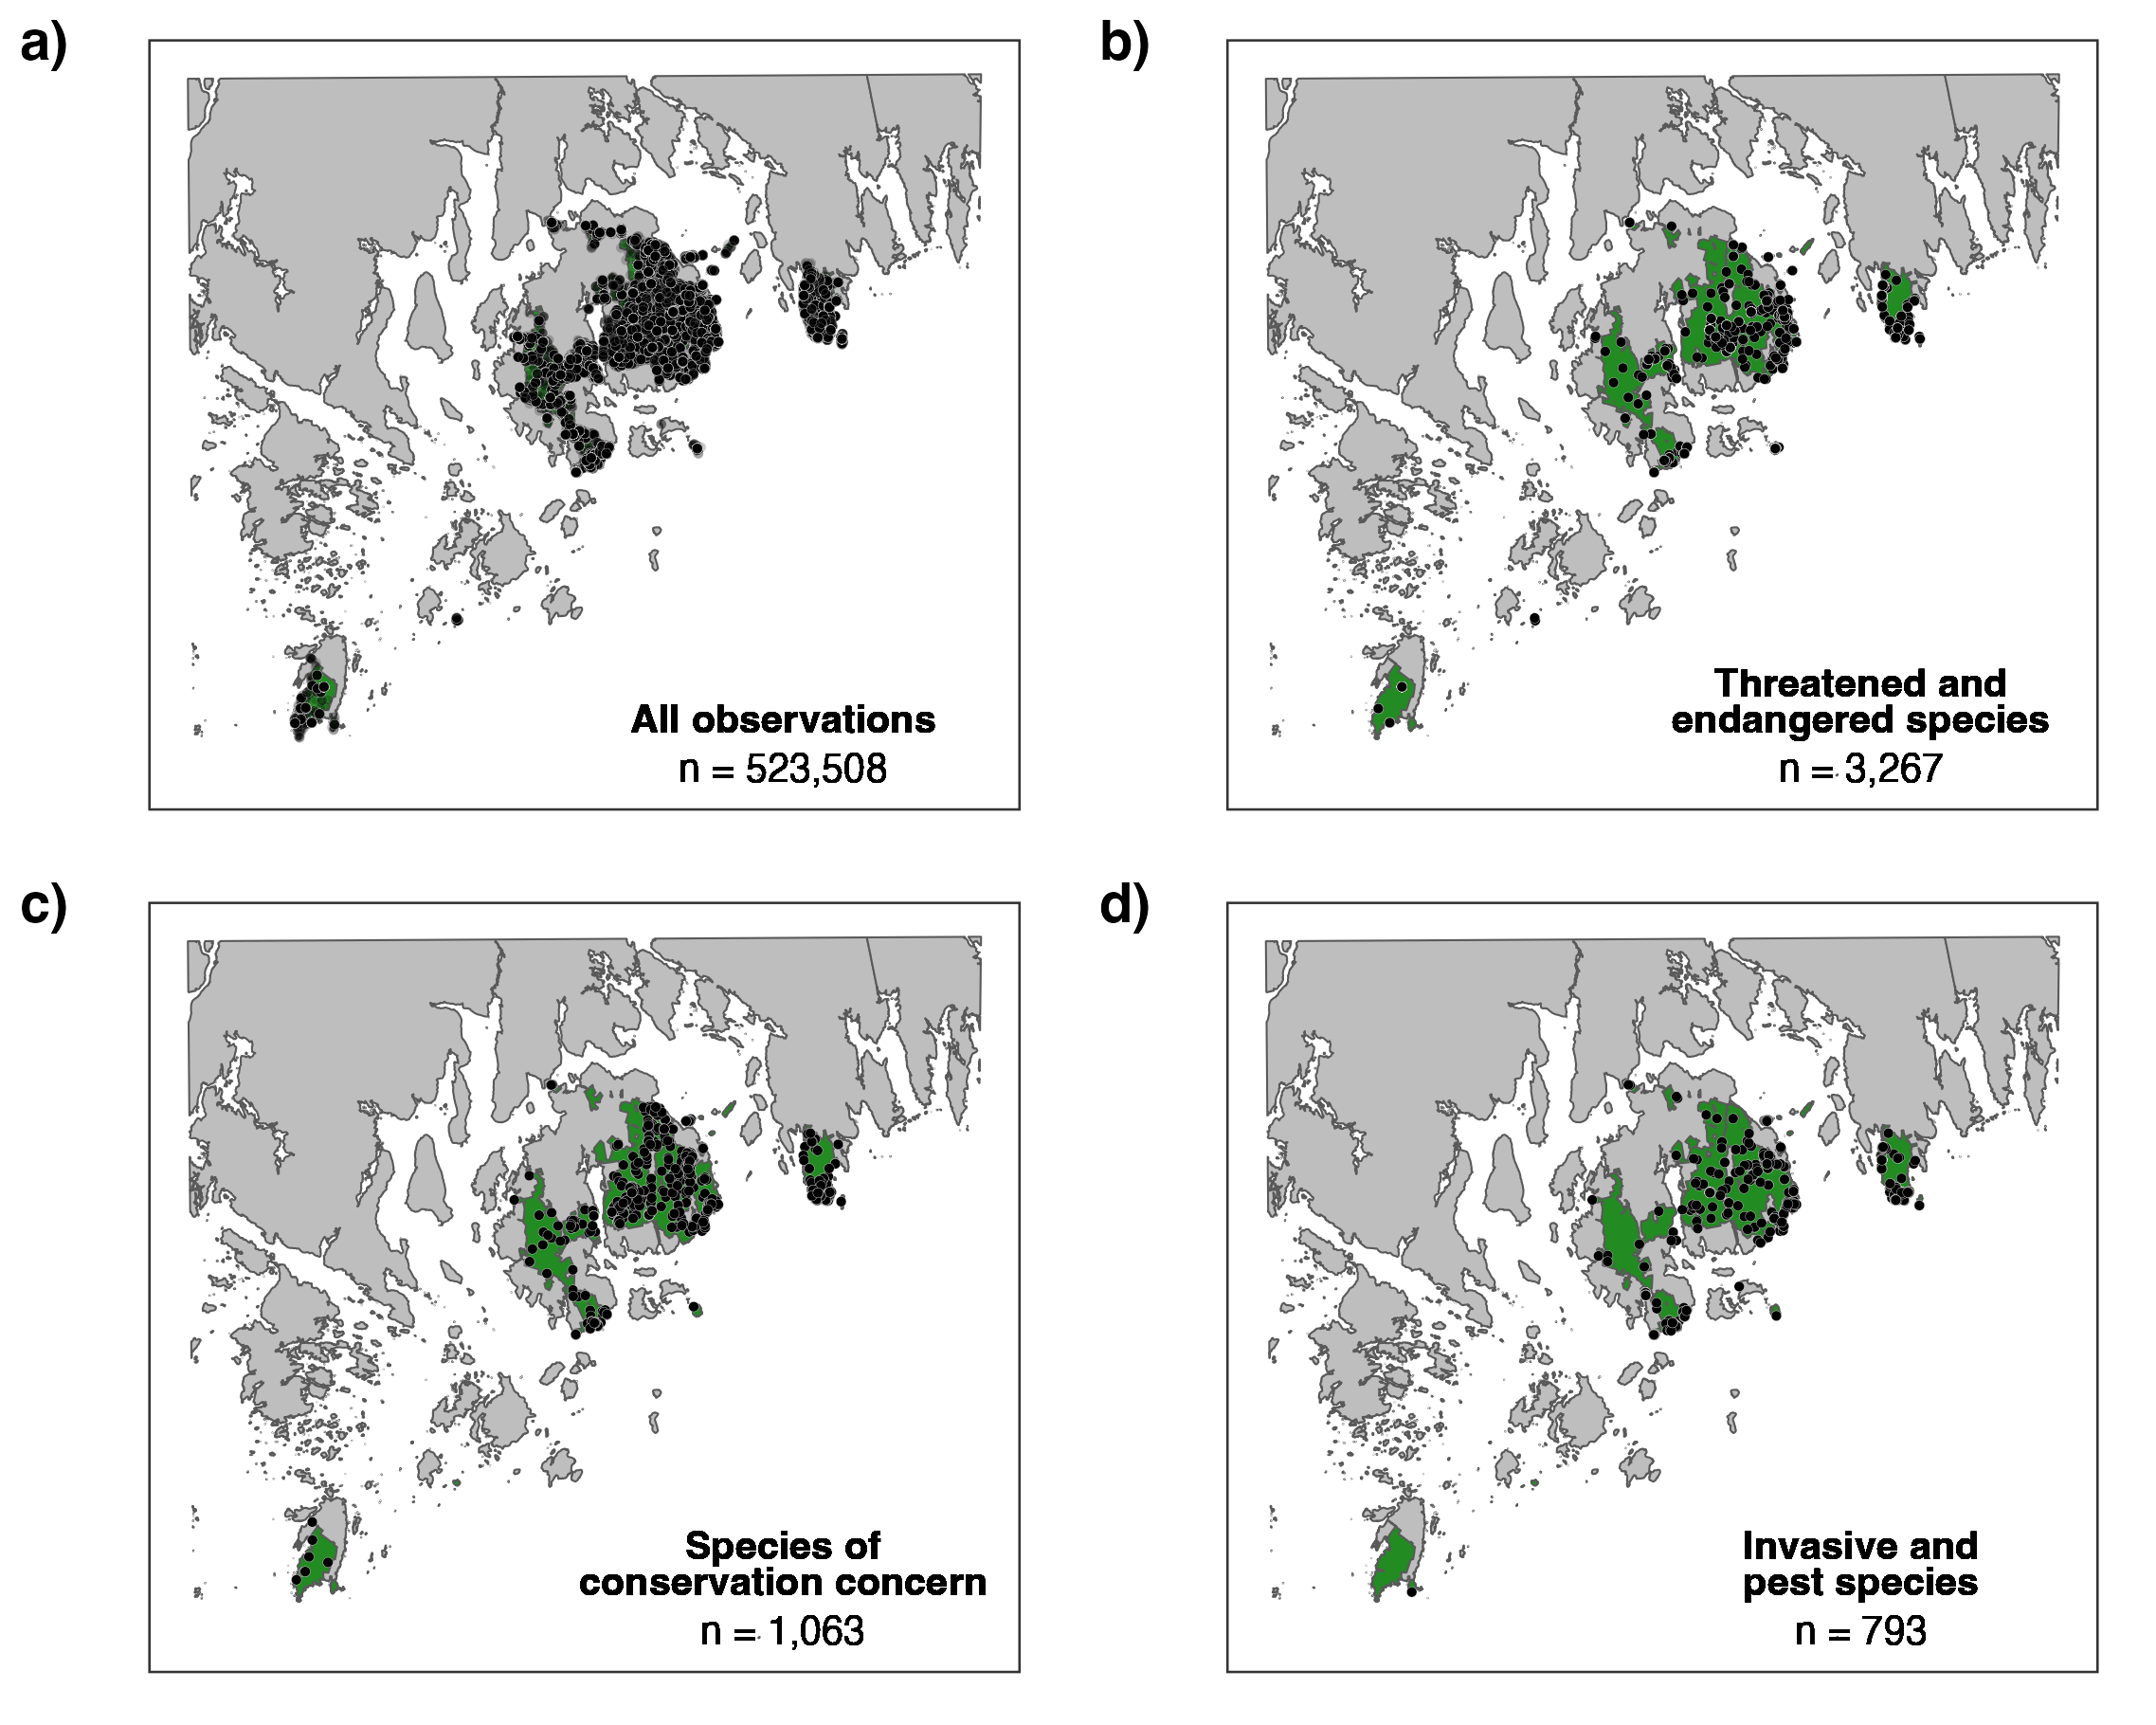 a)
All observations
n = 523,508
b)
Threatened and
endangered species
n = 3,267
c)
Species of
conservation concern
n = 1,063
d)
Invasive and
pest species
n = 793